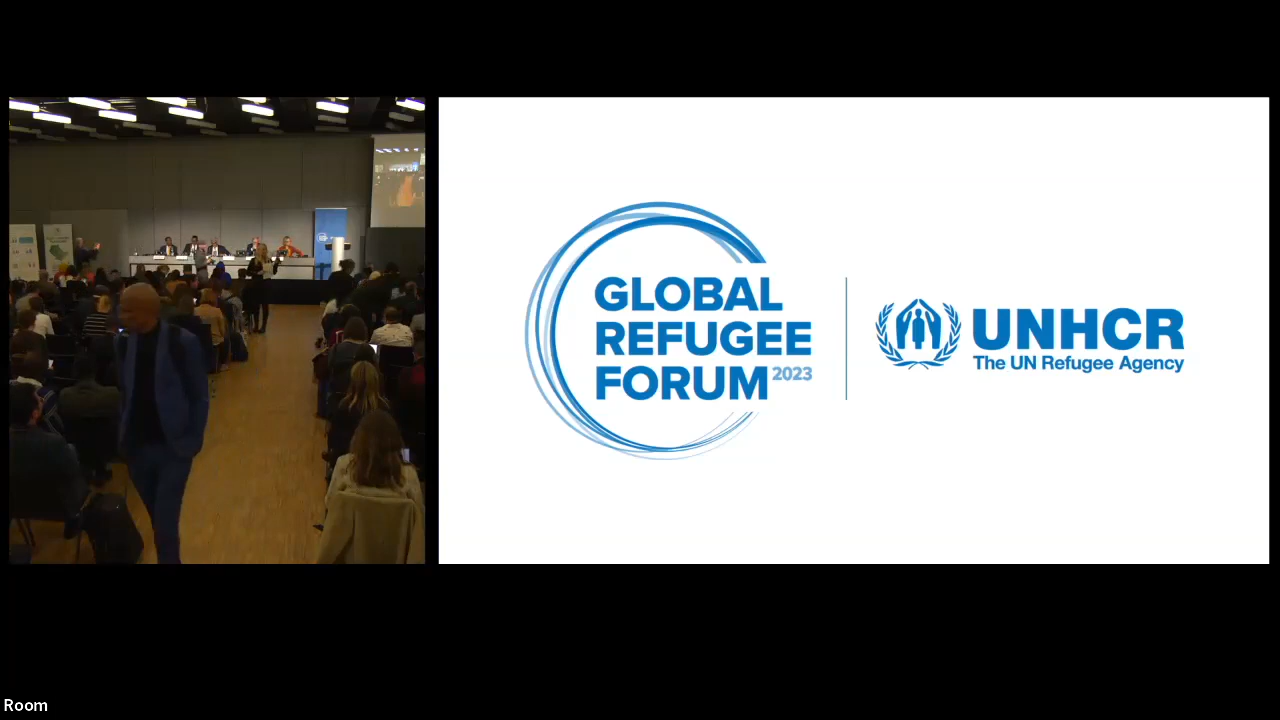 GLOBAL
REFUGEE
FORUM 2023
UNHCR
The UN Refugee Agency
Room